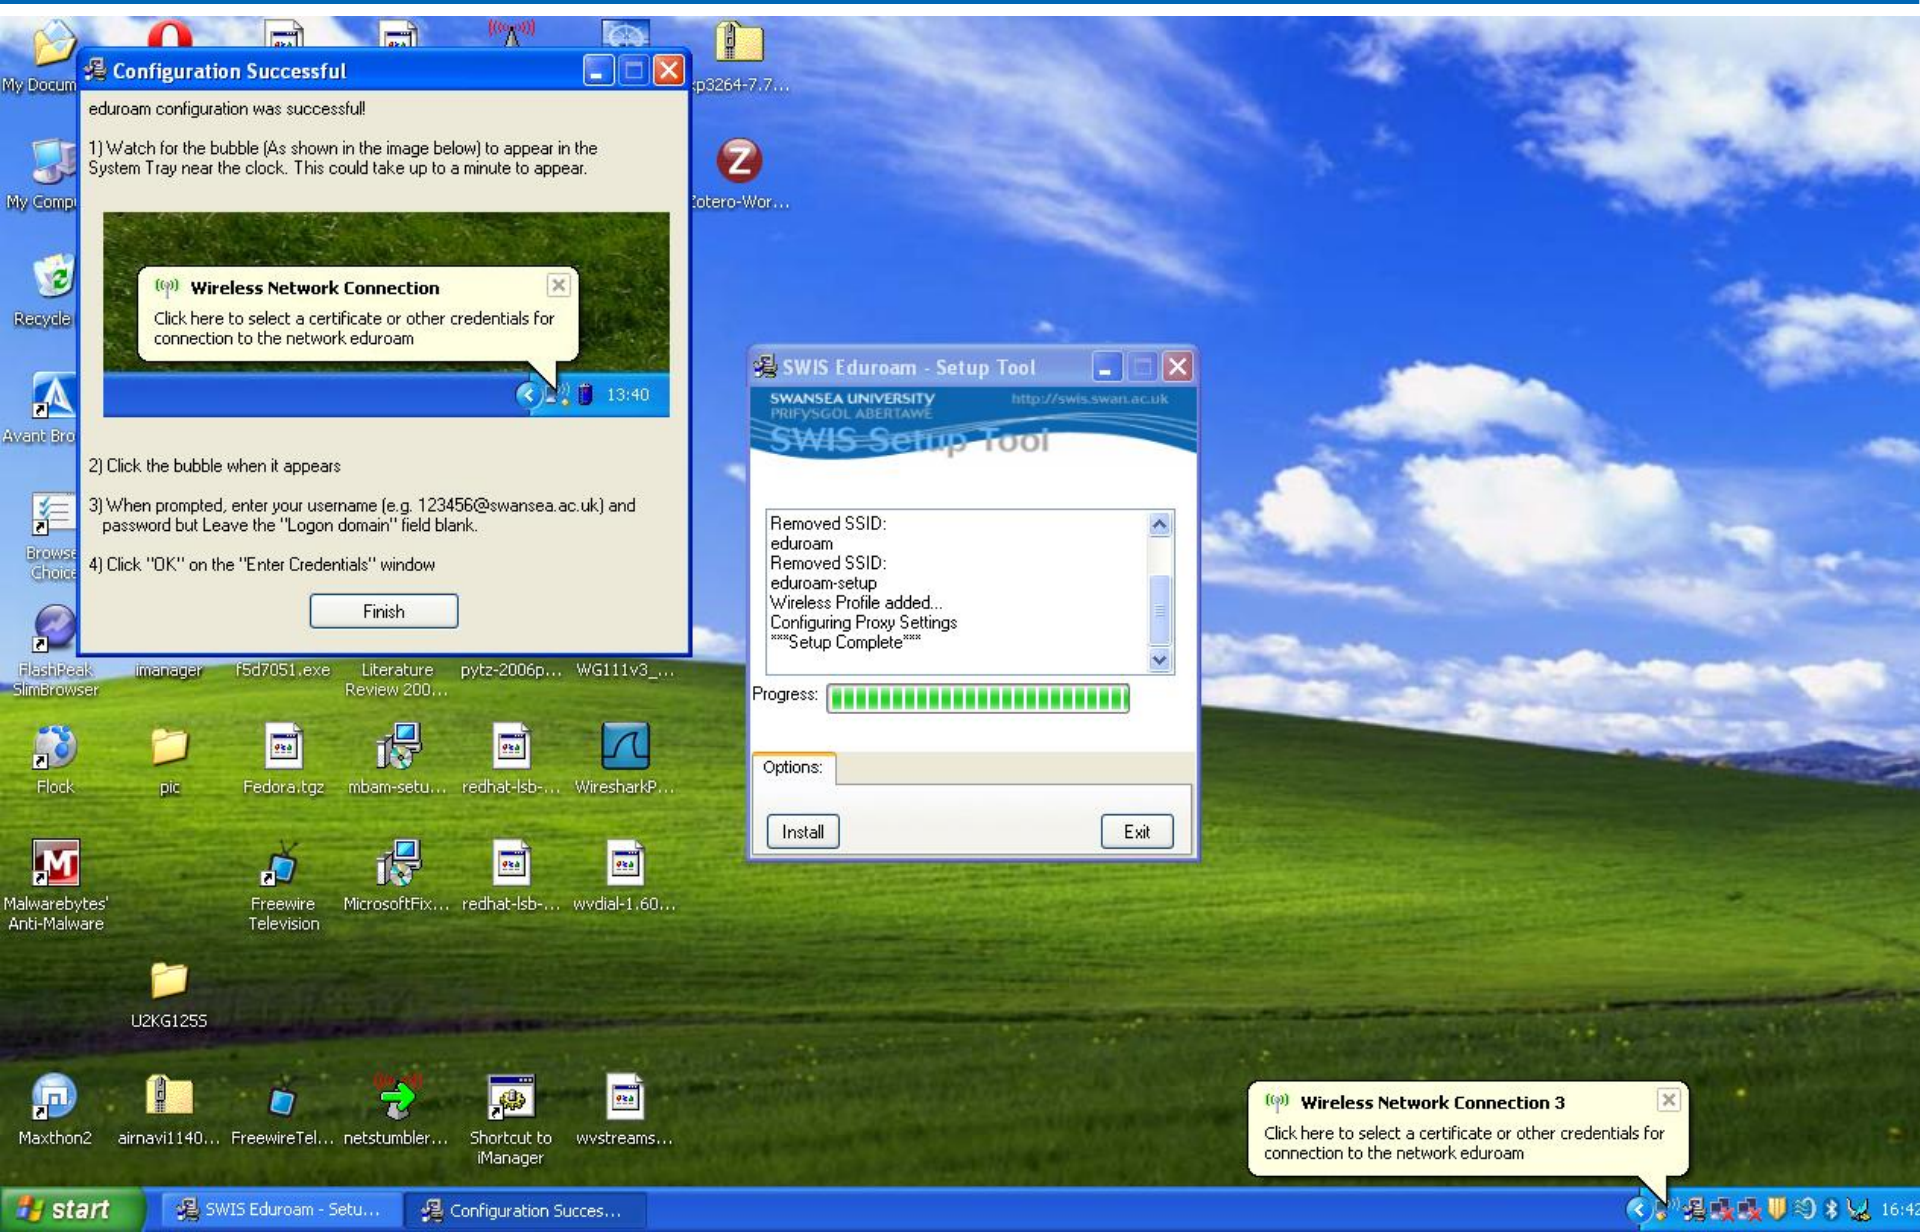 My Docum
Configuration Successful
eduroam configuration was successful!
1) Watch for the bubble (As shown in the image below) to appear in the
System Tray near the clock. This could take up to a minute to appear.
Wireless Network Connection
Click here to select a certificate or other credentials for
connection to the network eduroam
13:40
2) Click the bubble when it appears
3) When prompted, enter your username (e.g. 123456@swansea.ac.uk) and
password but Leave the "Logon domain" field blank.
4) Click "OK" on the "Enter Credentials" window
Finish
xp3264-7.7...
Zotero-Wor...
My Compu
Recycle
Avant Bro
Browse
Choice
FlashPeak
SlimBrowser
imanager
f5d7051.exe
Literature
Review 200...
pytz-2006p...
WG111v3_...
SWIS Eduroam - Setup Tool
SWANSEA UNIVERSITY
PRIFYSGOL ABERTAWE
http://swis.swan.ac.uk
SWIS Setup Tool
Removed SSID:
eduroam
Removed SSID:
eduroam-setup
Wireless Profile added...
Configuring Proxy Settings
***Setup Complete***
Progress:
Options:
Install
Exit
Flock
pic
Fedora.tgz
mbam-setu...
redhat-lsb-...
WiresharkP...
Malwarebytes'
Anti-Malware
Freewire
Television
MicrosoftFix...
redhat-lsb-...
wvdial-1.60...
U2KG125S
Maxthon2
airnavi1140...
FreewireTel...
netstumbler...
Shortcut to
iManager
wvstreams...
Wireless Network Connection 3
Click here to select a certificate or other credentials for
connection to the network eduroam
start
SWIS Eduroam - Setu...
Configuration Succes...
16:42